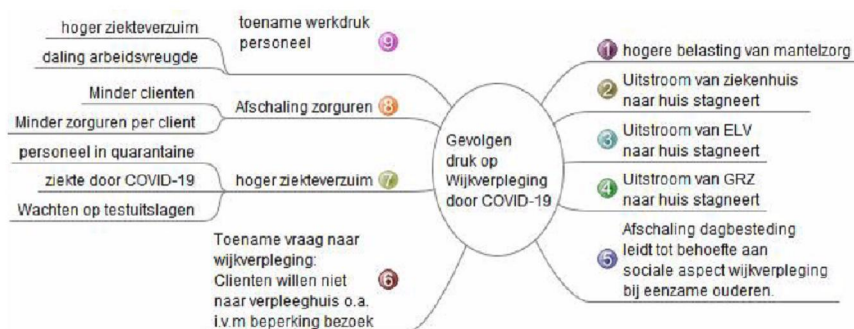 Gevolgen
druk op
Wijkverpleging
door COVID-19
1 hogere belasting van mantelzorg
2 Uitstroom van ziekenhuis
naar huis stagneert
3 Uitstroom van ELV
naar huis stagneert
4 Uitstroom van GRZ
naar huis stagneert
5 Afschaling dagbesteding
leidt tot behoefte aan
sociale aspect wijkverpleging
bij eenzame ouderen.
6 Toename vraag naar
wijkverpleging:
Clienten willen niet
naar verpleeghuis o.a.
i.v.m beperking bezoek
7 hoger ziekteverzuim
personeel in quarantaine
ziekte door COVID-19
Wachten op testuitslagen
8 Afschaling zorguren
Minder clienten
Minder zorguren per client
9 toename werkdruk
personeel
hoger ziekteverzuim
daling arbeidsvreugde